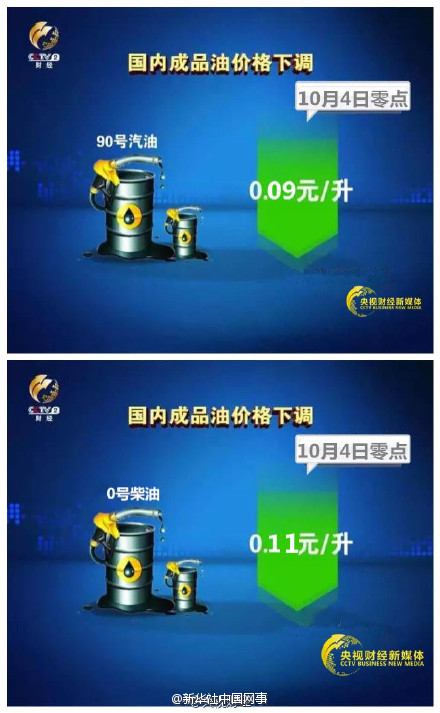 CCTV2
财经
国内成品油价格下调
10月4日零点
90号汽油
0.09元/升
央视财经新媒体
CCTV BUSINESS NEW MEDIA
CCTV2
财经
国内成品油价格下调
10月4日零点
0号柴油
0.11元/升
央视财经新媒体
CCTV BUSINESS NEW MEDIA
@新华社中国网事